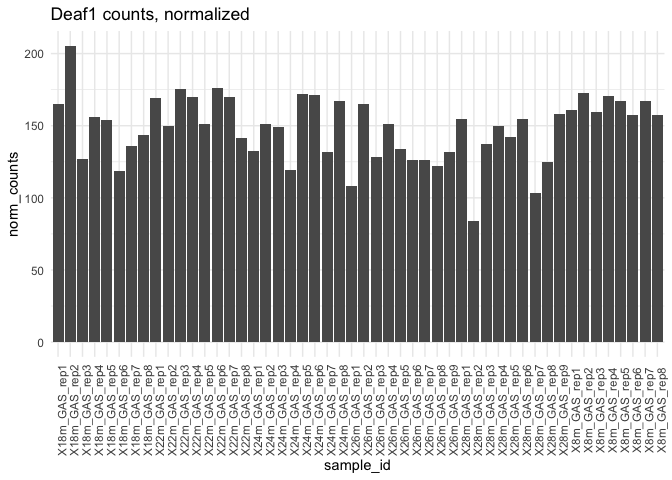 Deaf1 counts, normalized
norm_counts
200
150
100
50
0
X18m_GAS_rep1
X18m_GAS_rep2
X18m_GAS_rep3
X18m_GAS_rep4
X18m_GAS_rep5
X18m_GAS_rep6
X18m_GAS_rep7
X18m_GAS_rep8
X22m_GAS_rep1
X22m_GAS_rep2
X22m_GAS_rep3
X22m_GAS_rep4
X22m_GAS_rep5
X22m_GAS_rep6
X22m_GAS_rep7
X22m_GAS_rep8
X24m_GAS_rep1
X24m_GAS_rep2
X24m_GAS_rep3
X24m_GAS_rep4
X24m_GAS_rep5
X24m_GAS_rep6
X24m_GAS_rep7
X24m_GAS_rep8
X26m_GAS_rep1
X26m_GAS_rep2
X26m_GAS_rep3
X26m_GAS_rep4
X26m_GAS_rep5
X26m_GAS_rep6
X26m_GAS_rep7
X26m_GAS_rep8
X26m_GAS_rep9
X28m_GAS_rep1
X28m_GAS_rep2
X28m_GAS_rep3
X28m_GAS_rep4
X28m_GAS_rep5
X28m_GAS_rep6
X28m_GAS_rep7
X28m_GAS_rep8
X28m_GAS_rep9
X8m_GAS_rep1
X8m_GAS_rep2
X8m_GAS_rep3
X8m_GAS_rep4
X8m_GAS_rep5
X8m_GAS_rep6
X8m_GAS_rep7
X8m_GAS_rep8
sample_id